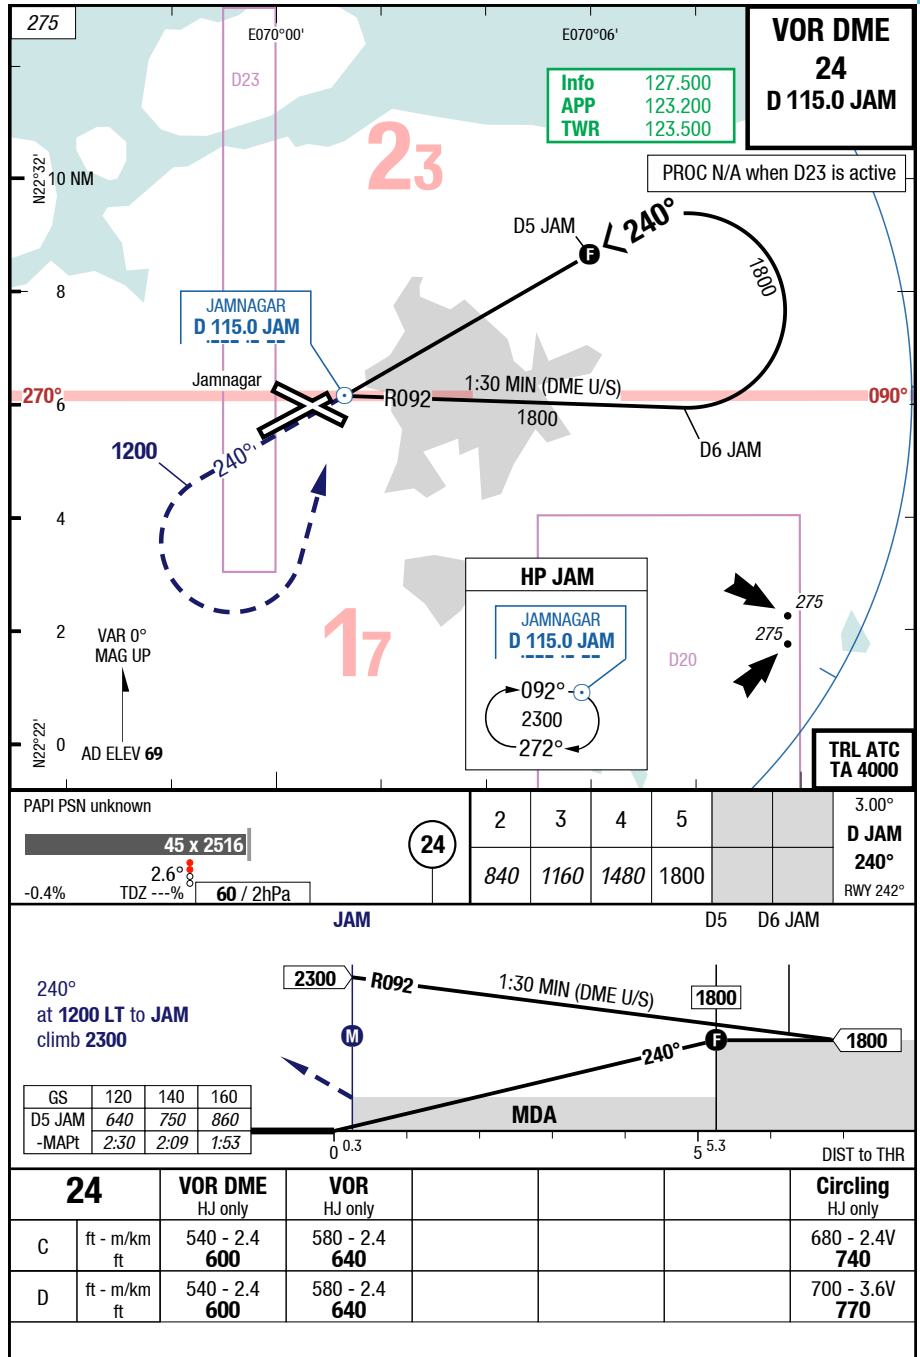 275
E070°00'
E070°06'
VOR DME
24
D 115.0 JAM
D23
Info 127.500
APP 123.200
TWR 123.500
23
N22°32'
10 NM
PROC N/A when D23 is active
D5 JAM
240°
F
1800
8
JAMNAGAR
D 115.0 JAM
Jamnagar
270°
R092
1:30 MIN (DME U/S)
090°
6
1800
D6 JAM
1200
240°
4
HP JAM
JAMNAGAR
D 115.0 JAM
092°
2300
272°
275
275
D20
17
2
VAR 0°
MAG UP
N22°22'
0
AD ELEV 69
TRL ATC
TA 4000
PAPI PSN unknown
45 x 2516
2.6°
-0.4% TDZ ---% 60 / 2hPa
24
2 3 4 5
840 1160 1480 1800
3.00°
D JAM
240°
RWY 242°
JAM D5 D6 JAM
2300 R092 1:30 MIN (DME U/S) 1800
240°
at 1200 LT to JAM
climb 2300
M
F
1800
240°
MDA
GS 120 140 160
D5 JAM 640 750 860
-MAPt 2:30 2:09 1:53
0 0.3 5 5.3 DIST to THR
24 VOR DME VOR Circling
HJ only HJ only HJ only
C ft - m/km 540 - 2.4 580 - 2.4 680 - 2.4V
ft 600 640 740
D ft - m/km 540 - 2.4 580 - 2.4 700 - 3.6V
ft 600 640 770